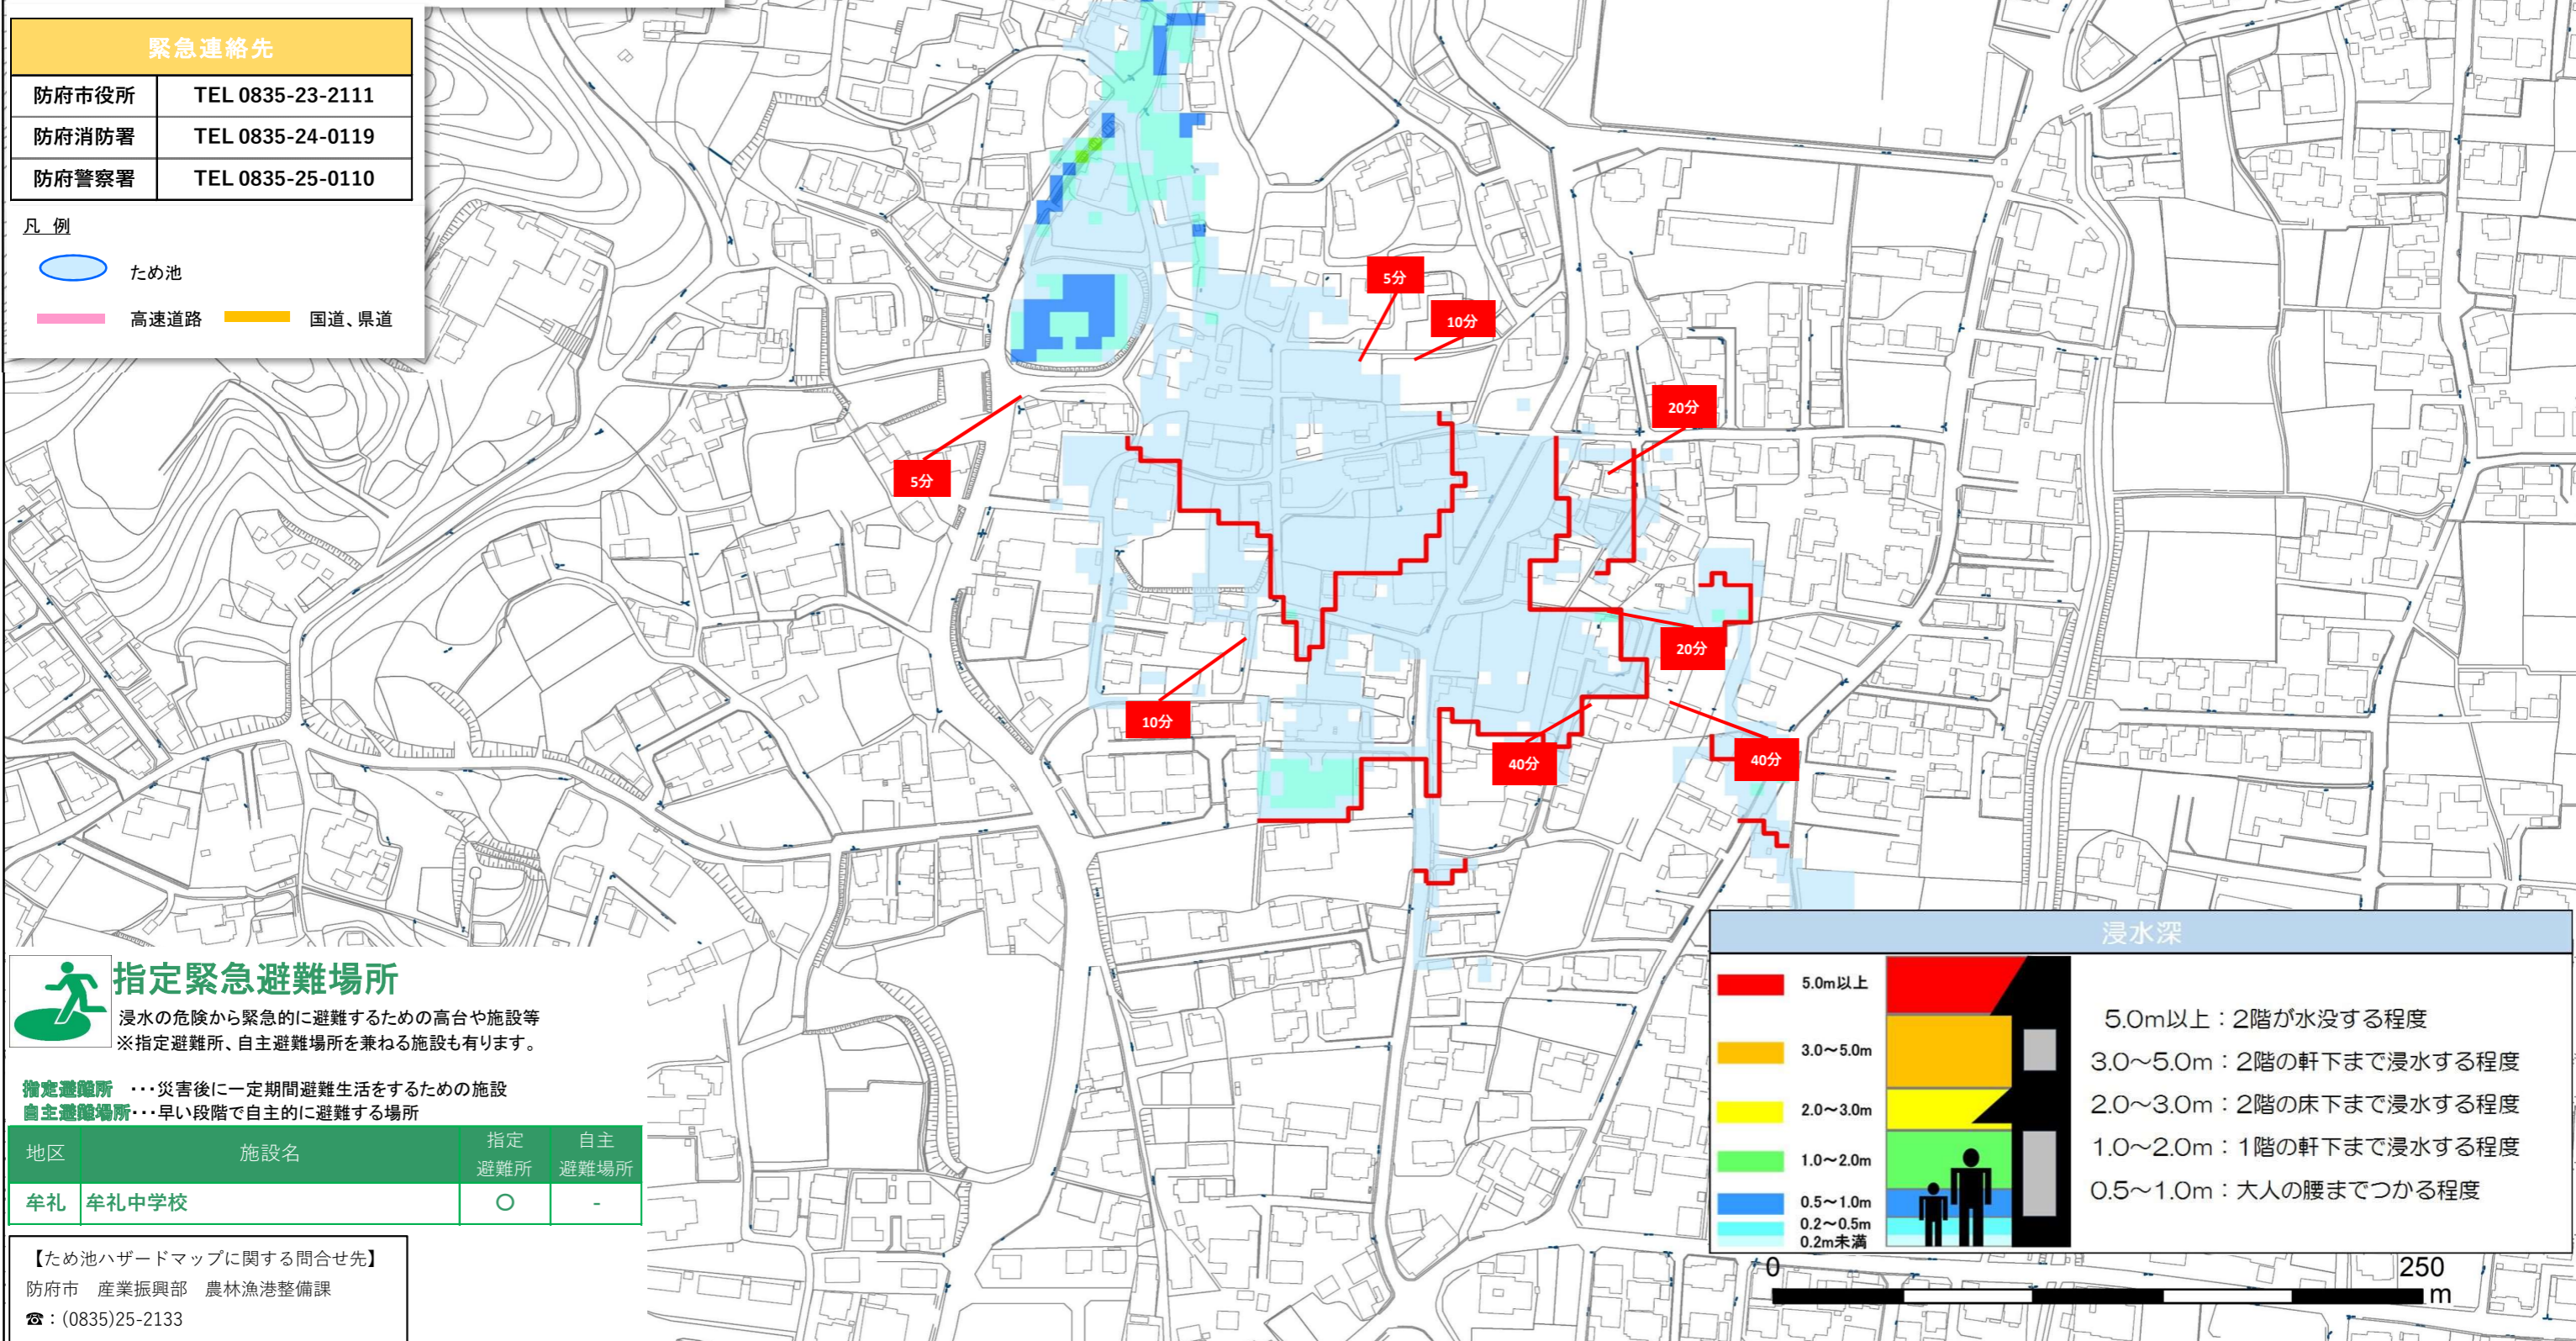 緊急連絡先
防府市役所 TEL 0835-23-2111
防府消防署 TEL 0835-24-0119
防府警察署 TEL 0835-25-0110
凡 例
ため池
高速道路 国道、県道
5分
10分
20分
5分
20分
10分
40分
40分
指定緊急避難場所
浸水の危険から緊急的に避難するための高台や施設等
※指定避難所、自主避難場所を兼ねる施設も有ります。
指定避難所 ・・・災害後に一定期間避難生活をするための施設
自主避難場所・・・早い段階で自主的に避難する場所
地区 施設名 指定避難所 自主避難場所
牟礼 牟礼中学校 ○ -
【ため池ハザードマップに関する問合せ先】
防府市 産業振興部 農林漁港整備課
☎:(0835)25-2133
浸水深
5.0m以上
3.0~5.0m
2.0~3.0m
1.0~2.0m
0.5~1.0m
0.2~0.5m
0.2m未満
5.0m以上:2階が水没する程度
3.0~5.0m:2階の軒下まで浸水する程度
2.0~3.0m:2階の床下まで浸水する程度
1.0~2.0m:1階の軒下まで浸水する程度
0.5~1.0m:大人の腰までつかる程度
0 250
m